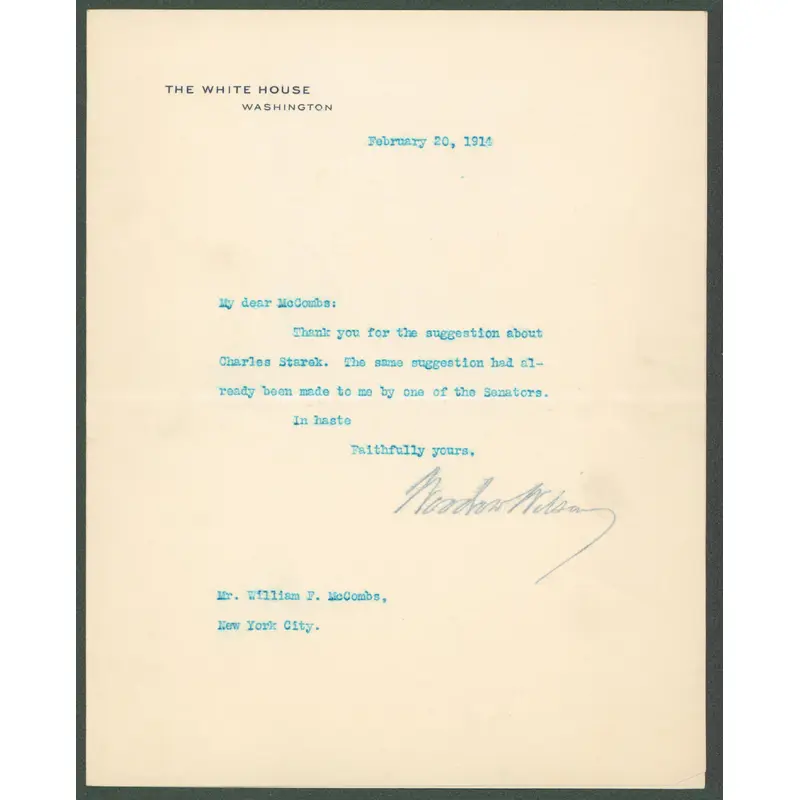 THE WHITE HOUSE
WASHINGTON
February 20, 1914
My dear McCombs:
Thank you for the suggestion about
Charles Starek. The same suggestion had al-
ready been made to me by one of the Senators.
In haste
Faithfully yours,
Woodrow Wilson
Mr. William F. McCombs,
New York City.